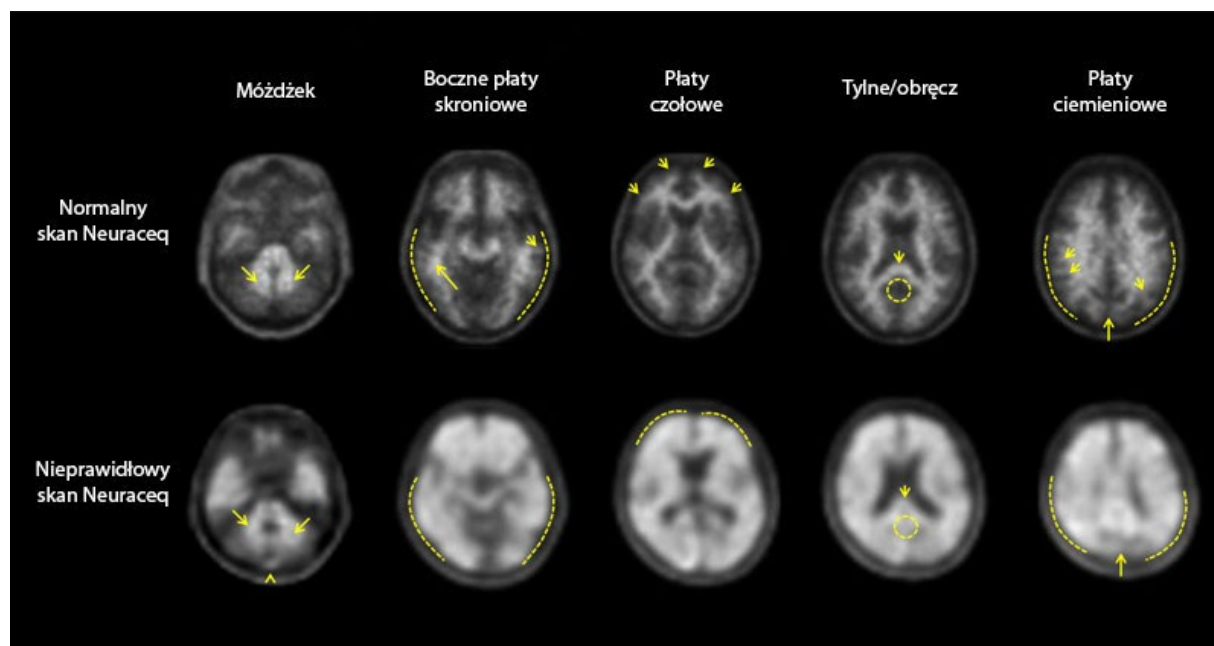 Móżdżek
Boczne płaty
skroniowe
Płaty
czołowe
Tylne/obręcz
Płaty
ciemieniowe
Normalny
skan Neuraceq
Nieprawidłowy
skan Neuraceq